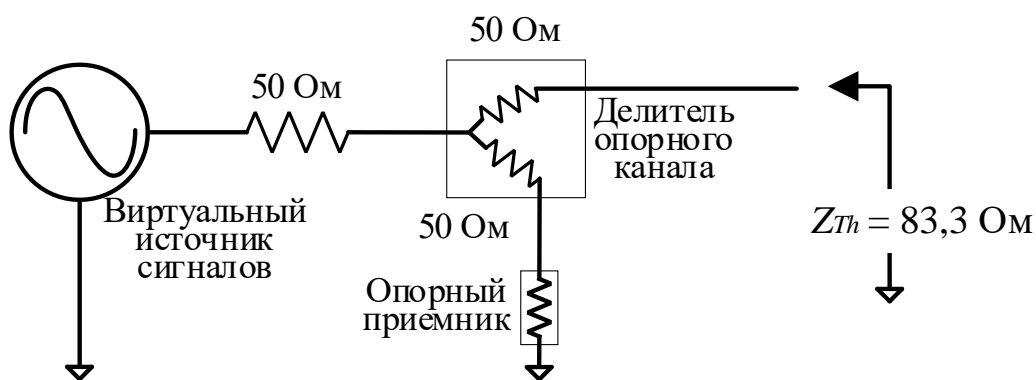 50 Ом
50 Ом
Делитель
опорного
канала
Виртуальный
источник
сигналов
50 Ом
ZTh = 83,3 Ом
Опорный
приемник